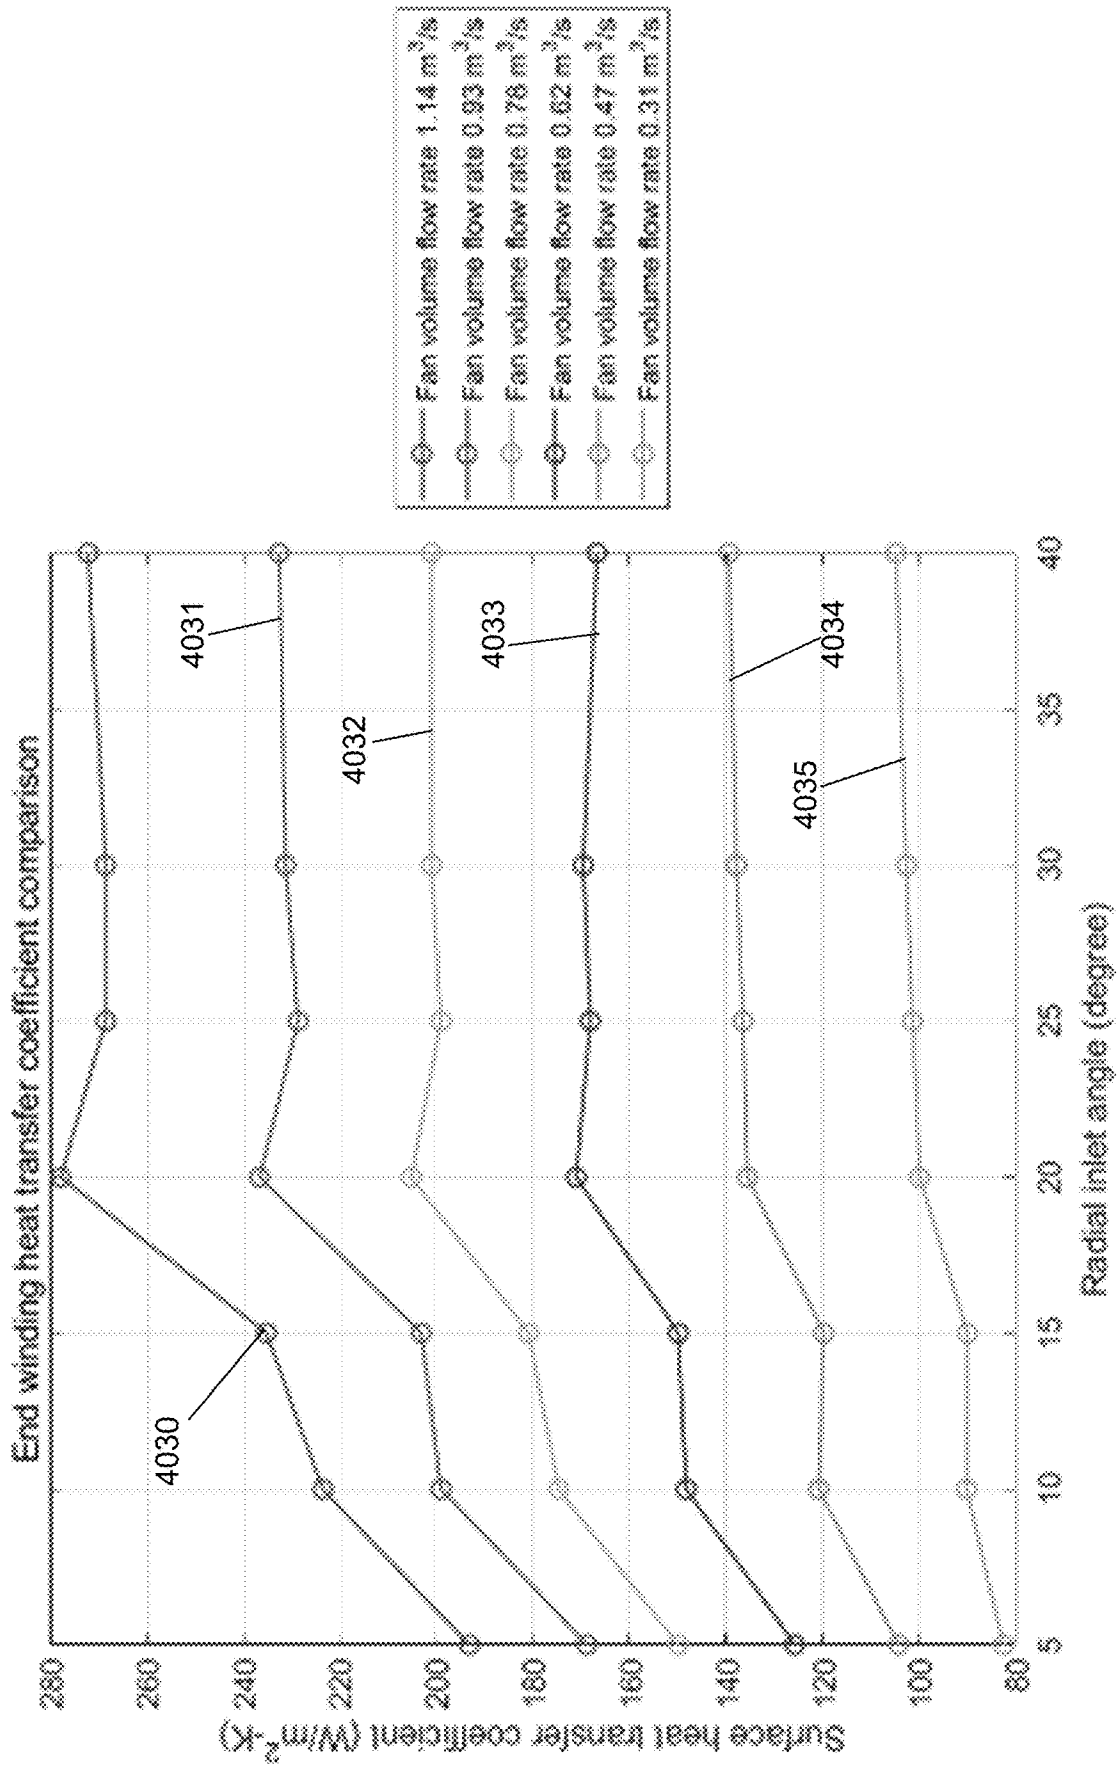 End winding heat transfer coefficient comparison
Surface heat transfer coefficient (W/m²-K)
280
260
240
220
200
180
160
140
120
100
80
5
10
15
20
25
30
35
40
Radial inlet angle (degree)
4030
4031
4032
4033
4034
4035
Fan volume flow rate 1.14 m³/s
Fan volume flow rate 0.93 m³/s
Fan volume flow rate 0.78 m³/s
Fan volume flow rate 0.62 m³/s
Fan volume flow rate 0.47 m³/s
Fan volume flow rate 0.31 m³/s